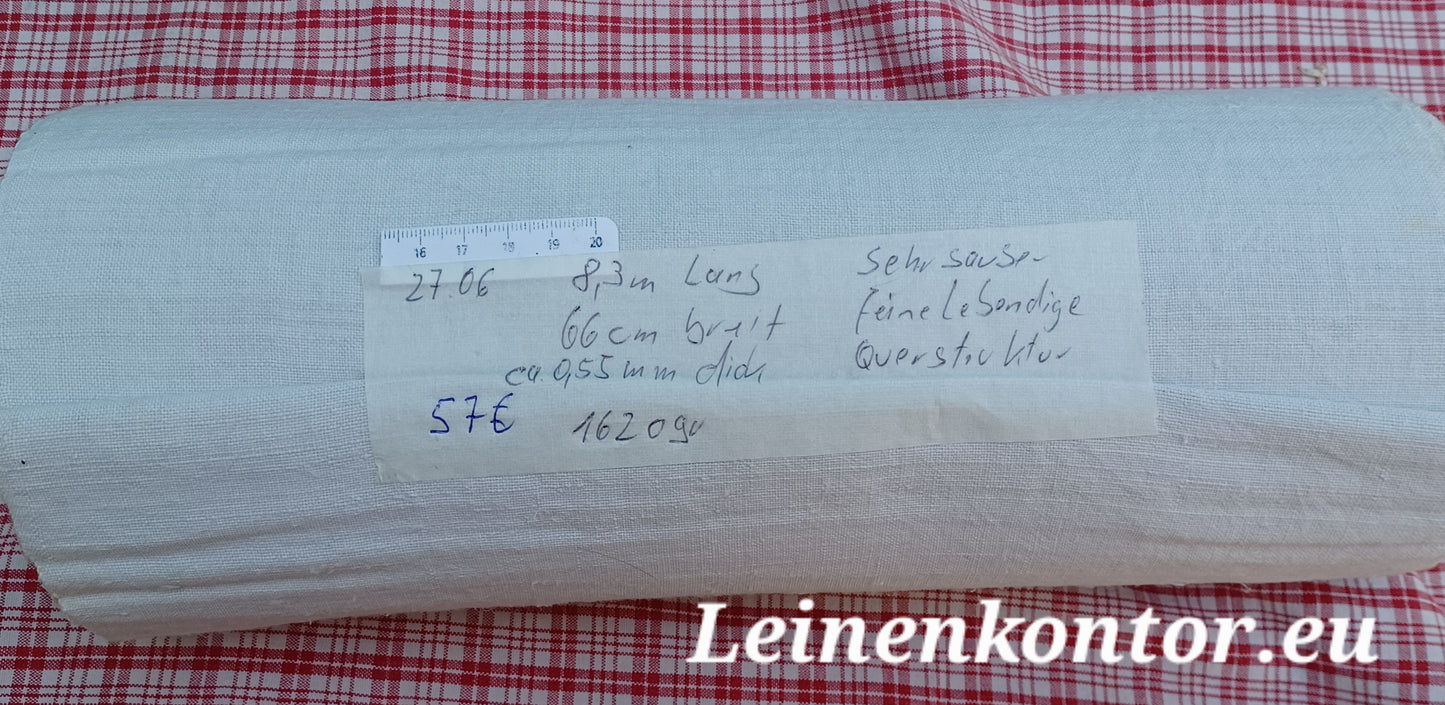 16 17 18 19 20
27.06
8,3m Lang
66cm breit
ca. 0,55mm dick
57€
1620gr
Sehr sauber
Feine lebendige
Querstruktur
Leinenkontor.eu